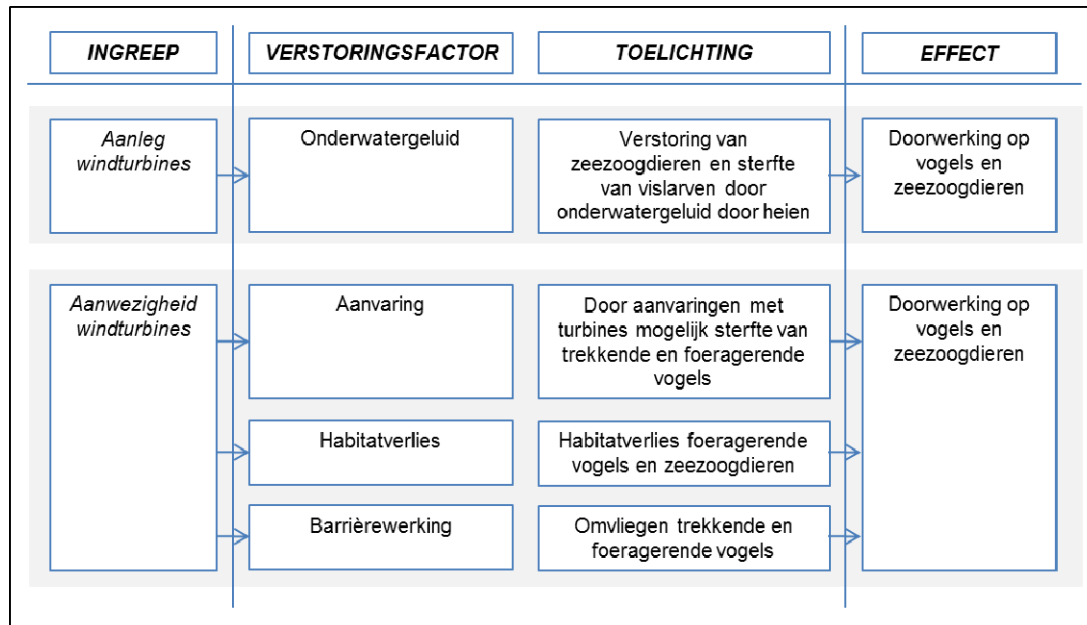 INGREEP
VERSTORINGSFACTOR
TOELICHTING
EFFECT
Aanleg
windturbines
Onderwatergeluid
Verstoring van
zeezoogdieren en sterfte
van vislarven door
onderwatergeluid door heien
Doorwerking op
vogels en
zeezoogdieren
Aanwezigheid
windturbines
Aanvaring
Door aanvaringen met
turbines mogelijk sterfte van
trekkende en foeragerende
vogels
Doorwerking op
vogels en
zeezoogdieren
Habitatverlies
Habitatverlies foeragerende
vogels en zeezoogdieren
Barrièrewerking
Omvliegen trekkende en
foeragerende vogels